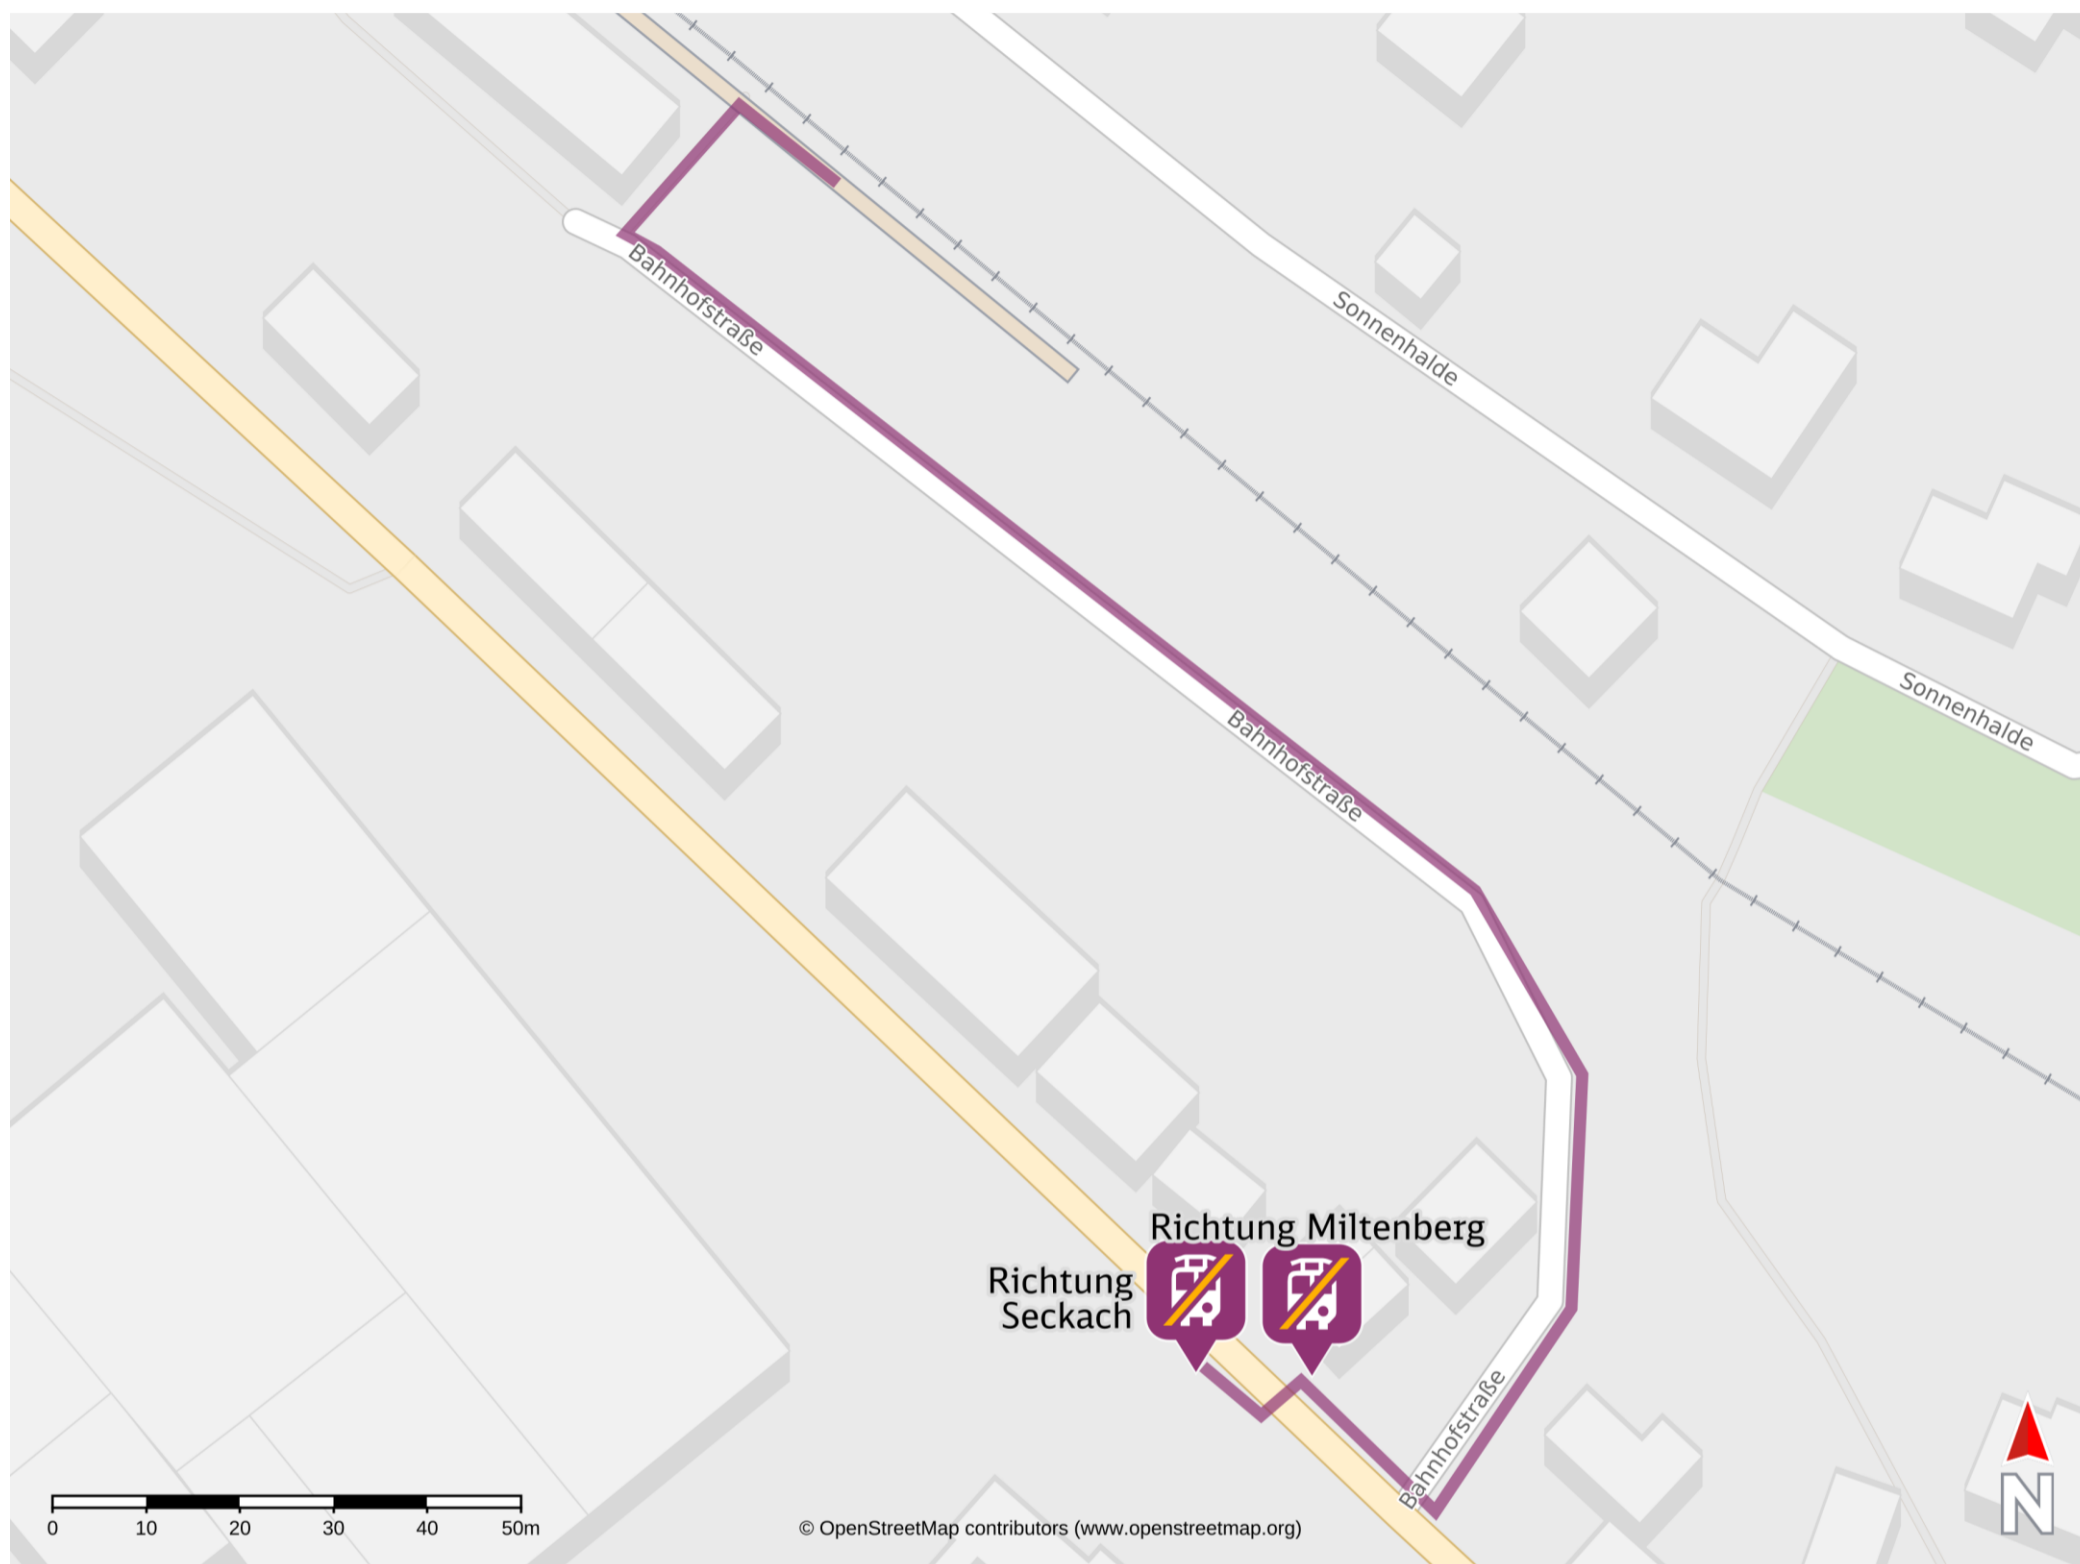 Bahnhofstraße
Sonnenhalde
Bahnhofstraße
Sonnenhalde
Richtung Miltenberg
Richtung
Seckach
Bahnhofstraße
N
0 10 20 30 40 50m
© OpenStreetMap contributors (www.openstreetmap.org)